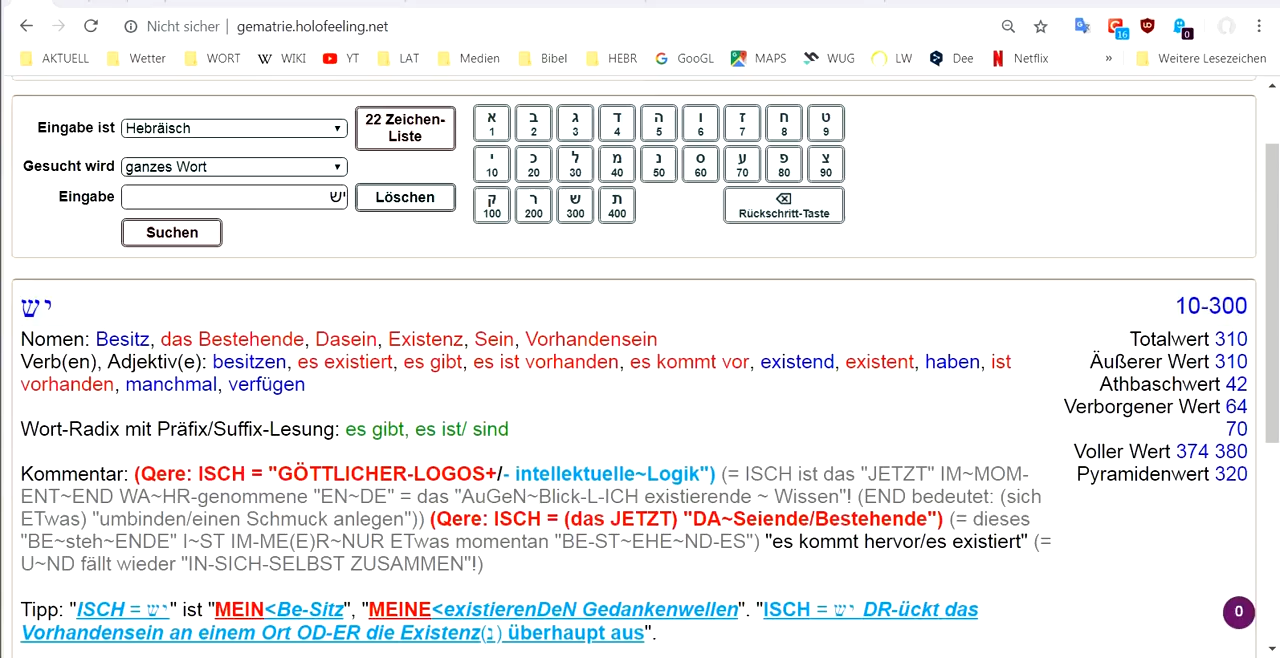 Nicht sicher | gematrie.holofeeling.net
16
0
AKTUELL Wetter WORT WIKI YT LAT Medien Bibel HEBR GooGL MAPS WUG LW Dee Netflix » Weitere Lesezeichen
Eingabe ist Hebräisch
22 Zeichen-Liste
Gesucht wird ganzes Wort
Eingabe יש
Löschen
Suchen
א ב ג ד ה ו ז ח ט
1 2 3 4 5 6 7 8 9
י כ ל מ נ ס ע פ צ
10 20 30 40 50 60 70 80 90
ק ר ש ת
100 200 300 400 Rückschritt-Taste
יש 10-300
Nomen: Besitz, das Bestehende, Dasein, Existenz, Sein, Vorhandensein
Verb(en), Adjektiv(e): besitzen, es existiert, es gibt, es ist vorhanden, es kommt vor, existend, existent, haben, ist
vorhanden, manchmal, verfügen
Totalwert 310
Äußerer Wert 310
Athbaschwert 42
Verborgener Wert 64
70
Voller Wert 374 380
Pyramidenwert 320
Wort-Radix mit Präfix/Suffix-Lesung: es gibt, es ist/ sind
Kommentar: (Qere: ISCH = "GÖTTLICHER-LOGOS+/- intellektuelle~Logik") (= ISCH ist das "JETZT" IM~MOM-
ENT~END WA~HR-genommene "EN~DE" = das "AuGeN~Blick-L-ICH existierende ~ Wissen"! (END bedeutet: (sich
ETwas) "umbinden/einen Schmuck anlegen")) (Qere: ISCH = (das JETZT) "DA~Seiende/Bestehende") (= dieses
"BE~steh~ENDE" I~ST IM-ME(E)R~NUR ETwas momentan "BE-ST~EHE~ND-ES") "es kommt hervor/es existiert" (=
U~ND fällt wieder "IN-SICH-SELBST ZUSAMMEN"!)
Tipp: "ISCH = יש" ist "MEIN<Be-Sitz", "MEINE<existierenDeN Gedankenwellen". "ISCH = יש DR-ückt das
Vorhandensein an einem Ort OD-ER die Existenz(נ) überhaupt aus".
0